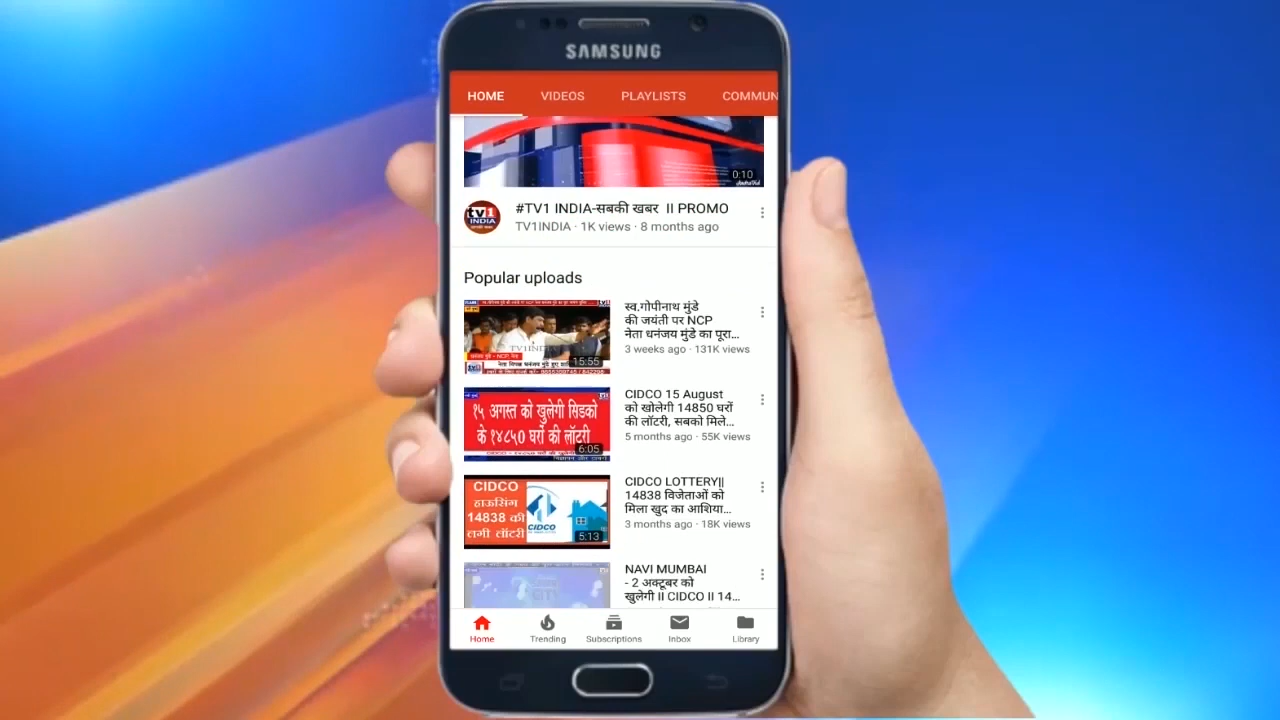 SAMSUNG
HOME VIDEOS PLAYLISTS COMMUN
0:10
tv1
INDIA
#TV1 INDIA-सबकी खबर II PROMO
TV1INDIA · 1K views · 8 months ago
Popular uploads
TV1INDIA
15:55
स्व.गोपीनाथ मुंडे
की जयंती पर NCP
नेता धनंजय मुंडे का पूरा...
3 weeks ago · 131K views
१५ अगस्त को खुलेगी सिडको
के १४८५० घरों की लॉटरी
6:05
CIDCO 15 August
को खोलेगी 14850 घरों
की लॉटरी, सबको मिले...
5 months ago · 55K views
CIDCO
हाऊसिंग
14838 की
लगी लॉटरी
CIDCO
5:13
CIDCO LOTTERY||
14838 विजेताओं को
मिला खुद का आशिया...
3 months ago · 18K views
NAVI MUMBAI
- 2 अक्टूबर को
खुलेगी II CIDCO II 14...
Home Trending Subscriptions Inbox Library